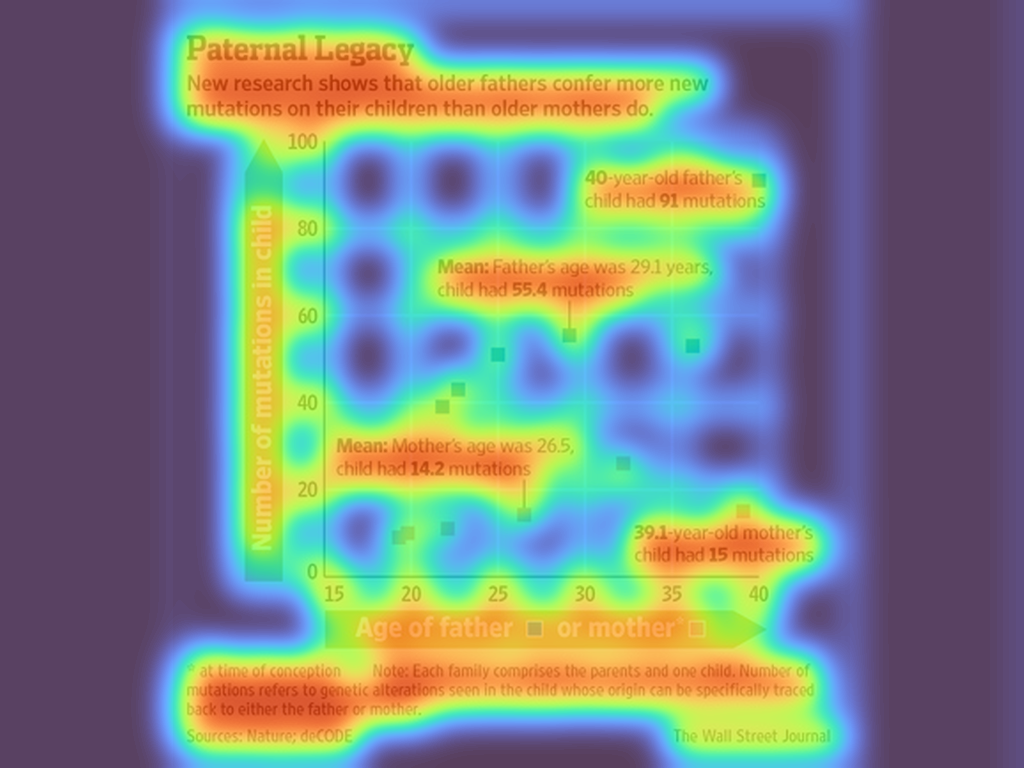 Paternal Legacy
New research shows that older fathers confer more new
mutations on their children than older mothers do.
100
40-year-old father's
child had 91 mutations
80
Mean: Father's age was 29.1 years,
child had 55.4 mutations
60
Number of mutations in child
40
Mean: Mother's age was 26.5,
child had 14.2 mutations
20
39.1-year-old mother's
child had 15 mutations
0
15 20 25 30 35 40
Age of father or mother*
* at time of conception Note: Each family comprises the parents and one child. Number of
mutations refers to genetic alterations seen in the child whose origin can be specifically traced
back to either the father or mother.
Sources: Nature; deCODE The Wall Street Journal